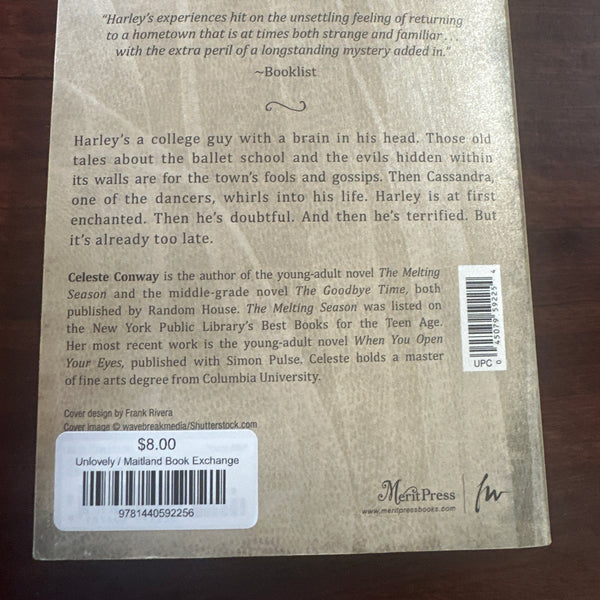 “Harley’s experiences hit on the unsettling feeling of returning
to a hometown that is at times both strange and familiar . . .
with the extra peril of a longstanding mystery added in.”
~Booklist
Harley’s a college guy with a brain in his head. Those old
tales about the ballet school and the evils hidden within
its walls are for the town’s fools and gossips. Then Cassandra,
one of the dancers, whirls into his life. Harley is at first
enchanted. Then he’s doubtful. And then he’s terrified. But
it’s already too late.
Celeste Conway is the author of the young-adult novel The Melting
Season and the middle-grade novel The Goodbye Time, both
published by Random House. The Melting Season was listed on
the New York Public Library’s Best Books for the Teen Age.
Her most recent work is the young-adult novel When You Open
Your Eyes, published with Simon Pulse. Celeste holds a master
of fine arts degree from Columbia University.
UPC
0 45079 59225 4
Cover design by Frank Rivera
Cover image © wavebreakmedia/Shutterstock.com
$8.00
Unlovely / Maitland Book Exchange
9781440592256
MeritPress
www.meritpressbooks.com
fw